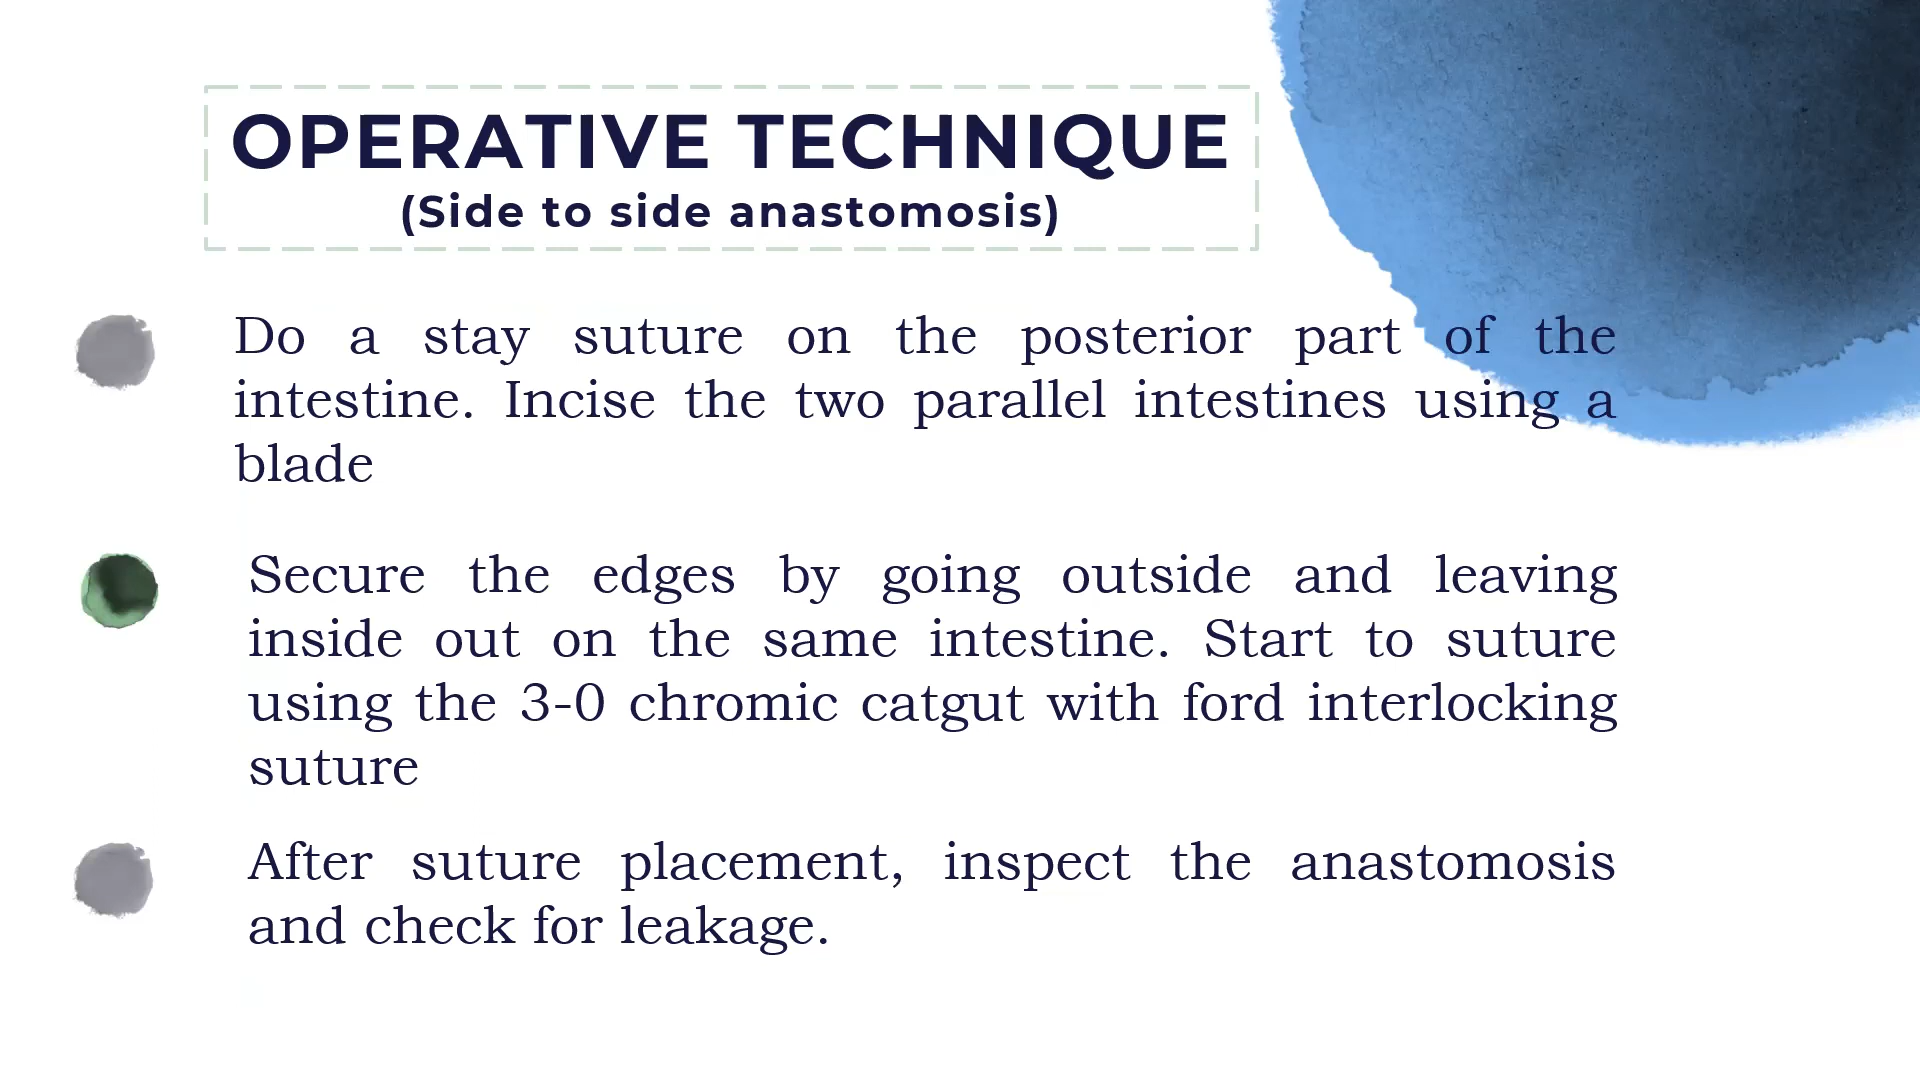 OPERATIVE TECHNIQUE
(Side to side anastomosis)
Do a stay suture on the posterior part of the
intestine. Incise the two parallel intestines using a
blade
Secure the edges by going outside and leaving
inside out on the same intestine. Start to suture
using the 3-0 chromic catgut with ford interlocking
suture
After suture placement, inspect the anastomosis
and check for leakage.